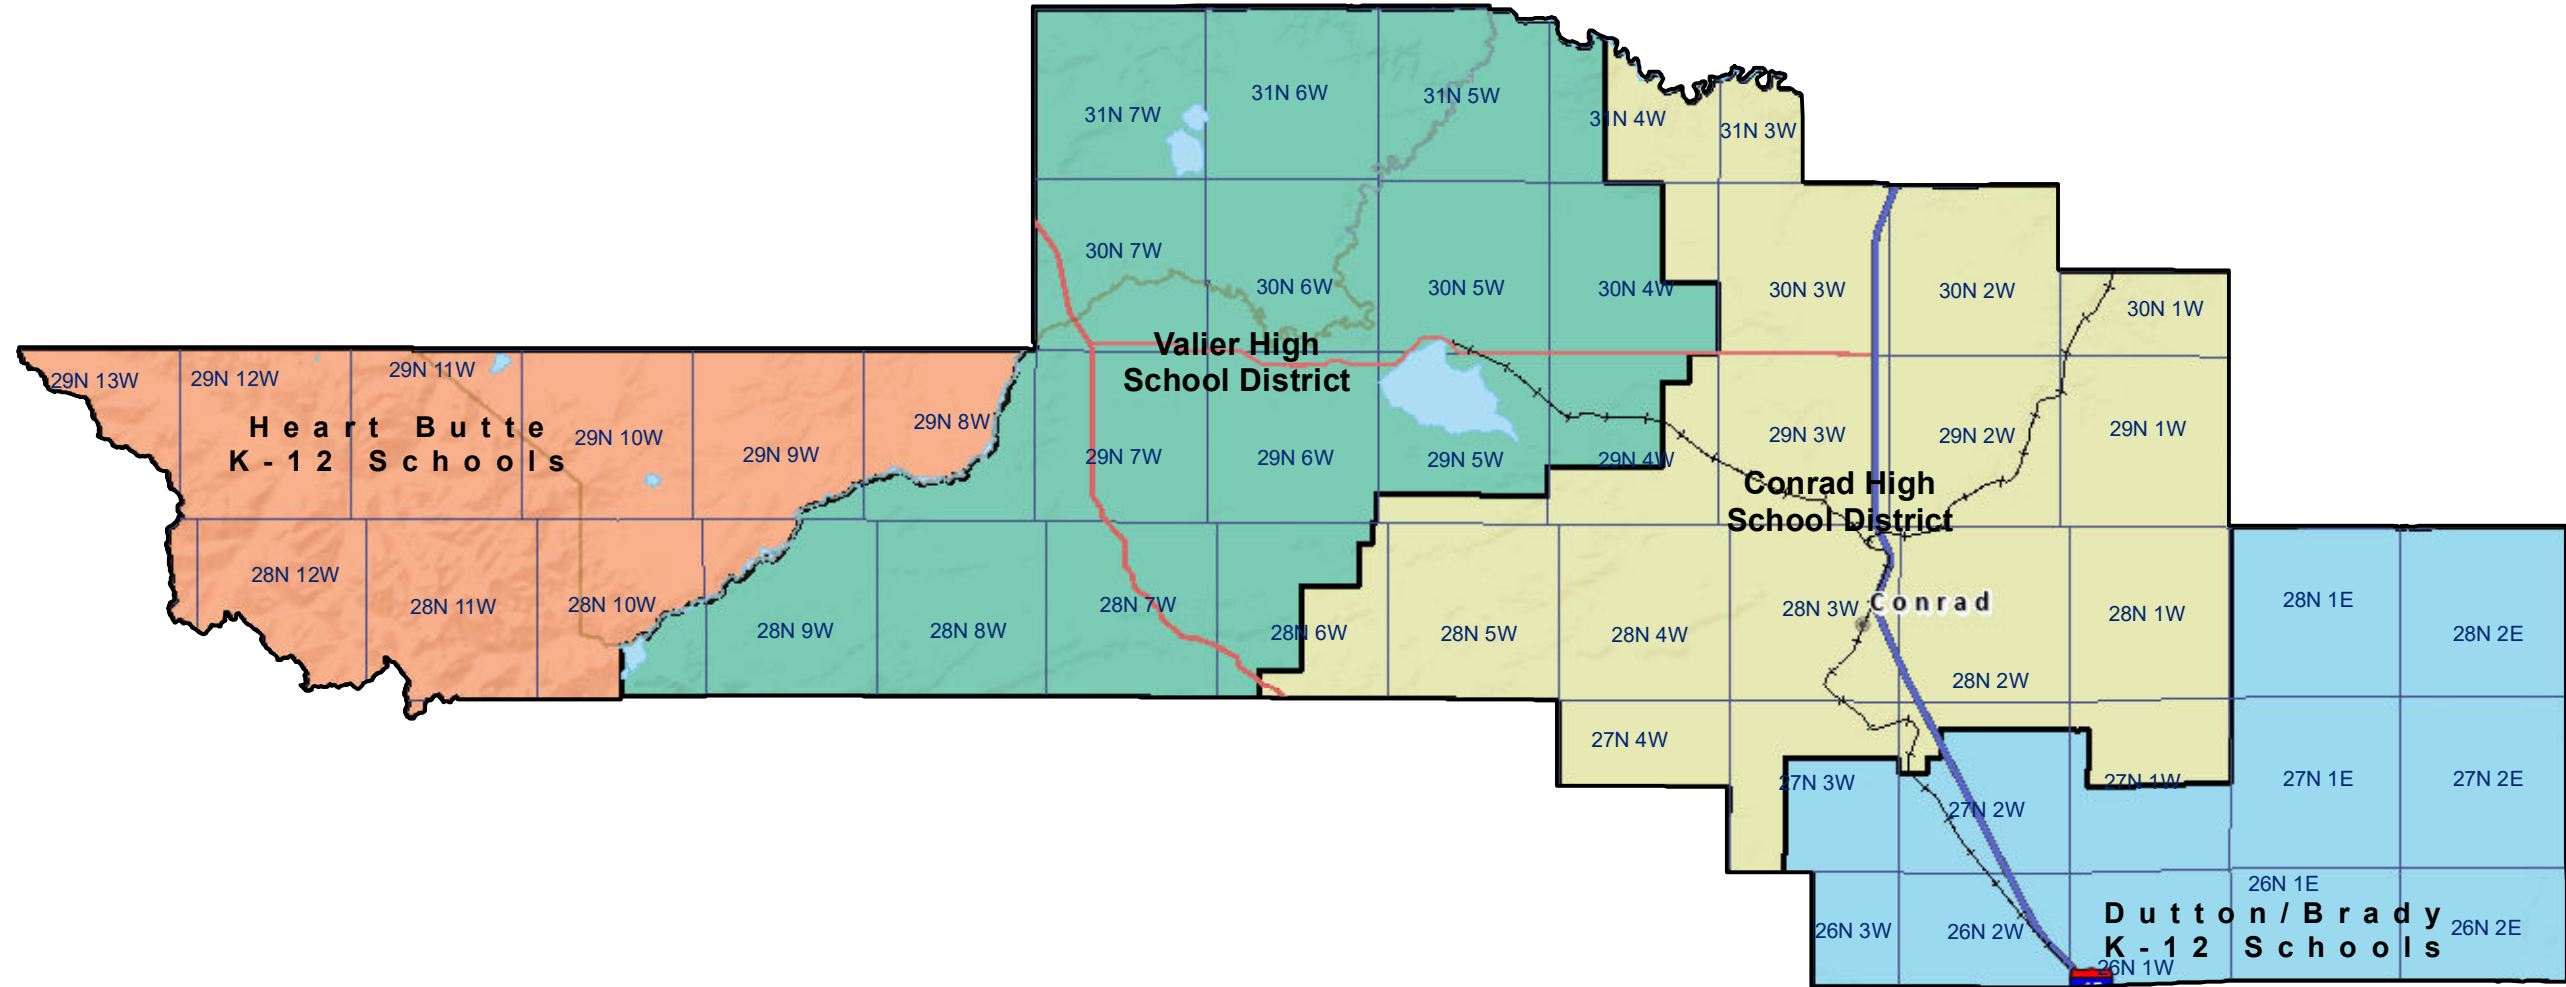 31N 7W
31N 6W
31N 5W
31N 4W
31N 3W
30N 7W
30N 6W
30N 5W
30N 4W
30N 3W
30N 2W
30N 1W
Valier High
School District
29N 13W
29N 12W
29N 11W
29N 10W
29N 9W
29N 8W
Heart Butte
K-12 Schools
29N 7W
29N 6W
29N 5W
29N 4W
29N 3W
29N 2W
29N 1W
Conrad High
School District
28N 12W
28N 11W
28N 10W
28N 9W
28N 8W
28N 7W
28N 6W
28N 5W
28N 4W
28N 3W
Conrad
28N 2W
28N 1W
28N 1E
28N 2E
27N 4W
27N 3W
27N 2W
27N 1W
27N 1E
27N 2E
26N 3W
26N 2W
26N 1E
26N 2E
Dutton/Brady
K-12 Schools
26N 1W